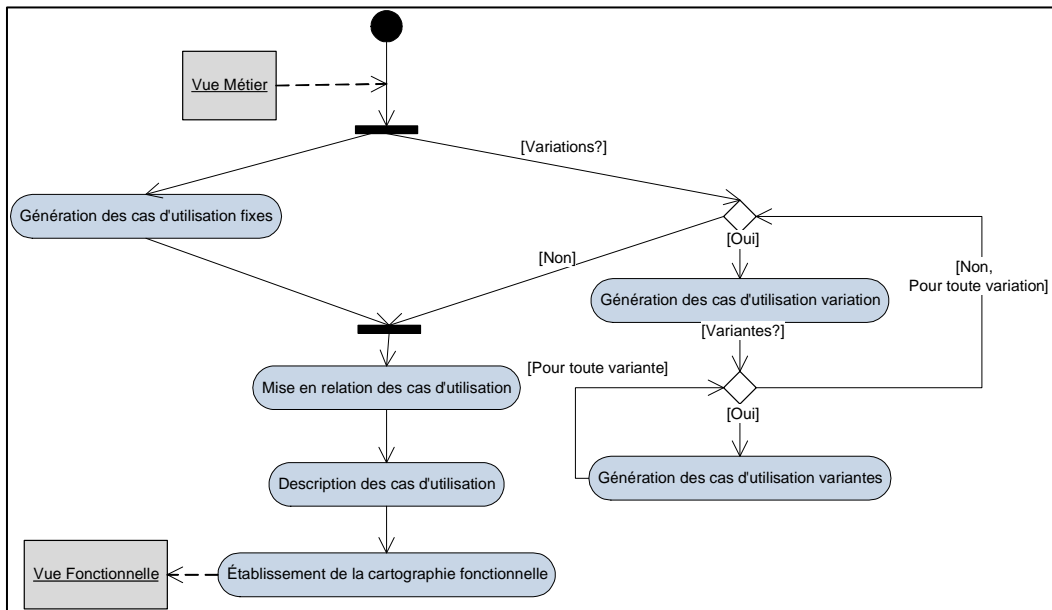 Vue Métier
[Variations?]
Génération des cas d'utilisation fixes
[Oui]
[Non]
[Non,
Pour toute variation]
Génération des cas d'utilisation variation
[Variantes?]
[Pour toute variante]
Mise en relation des cas d'utilisation
[Oui]
Génération des cas d'utilisation variantes
Description des cas d'utilisation
Vue Fonctionnelle
Établissement de la cartographie fonctionnelle